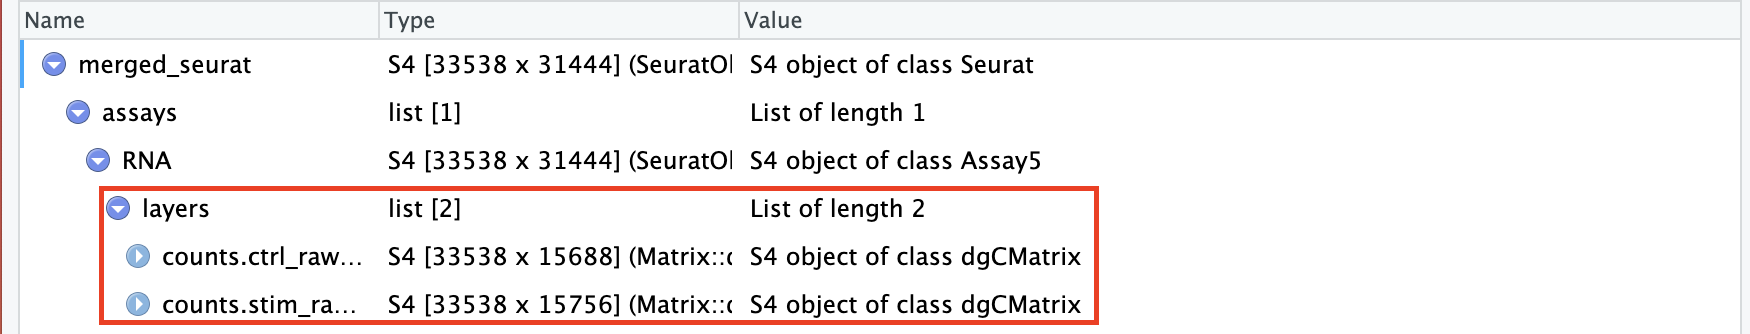 Name Type Value
merged_seurat S4 [33538 x 31444] (SeuratOl S4 object of class Seurat
assays list [1] List of length 1
RNA S4 [33538 x 31444] (SeuratOl S4 object of class Assay5
layers list [2] List of length 2
counts.ctrl_raw... S4 [33538 x 15688] (Matrix::c S4 object of class dgCMatrix
counts.stim_ra... S4 [33538 x 15756] (Matrix::c S4 object of class dgCMatrix